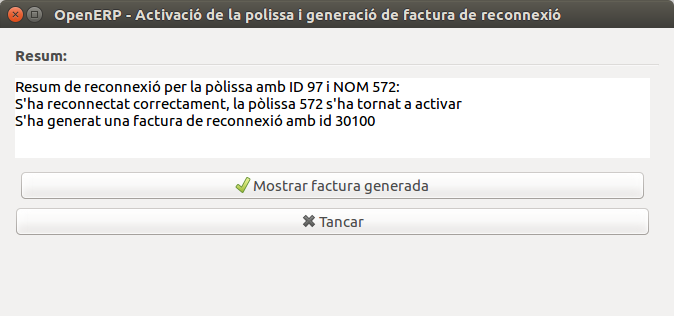 OpenERP - Activació de la polissa i generació de factura de reconnexió
Resum:
Resum de reconnexió per la pòlissa amb ID 97 i NOM 572:
S'ha reconnectat correctament, la pòlissa 572 s'ha tornat a activar
S'ha generat una factura de reconnexió amb id 30100
Mostrar factura generada
Tancar